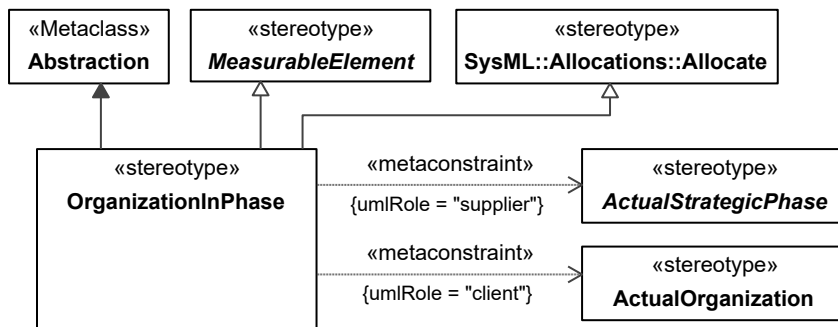 «Metaclass»
Abstraction
«stereotype»
MeasurableElement
«stereotype»
SysML::Allocations::Allocate
«stereotype»
OrganizationInPhase
«metaconstraint»
{umlRole = "supplier"}
«stereotype»
ActualStrategicPhase
«metaconstraint»
{umlRole = "client"}
«stereotype»
ActualOrganization